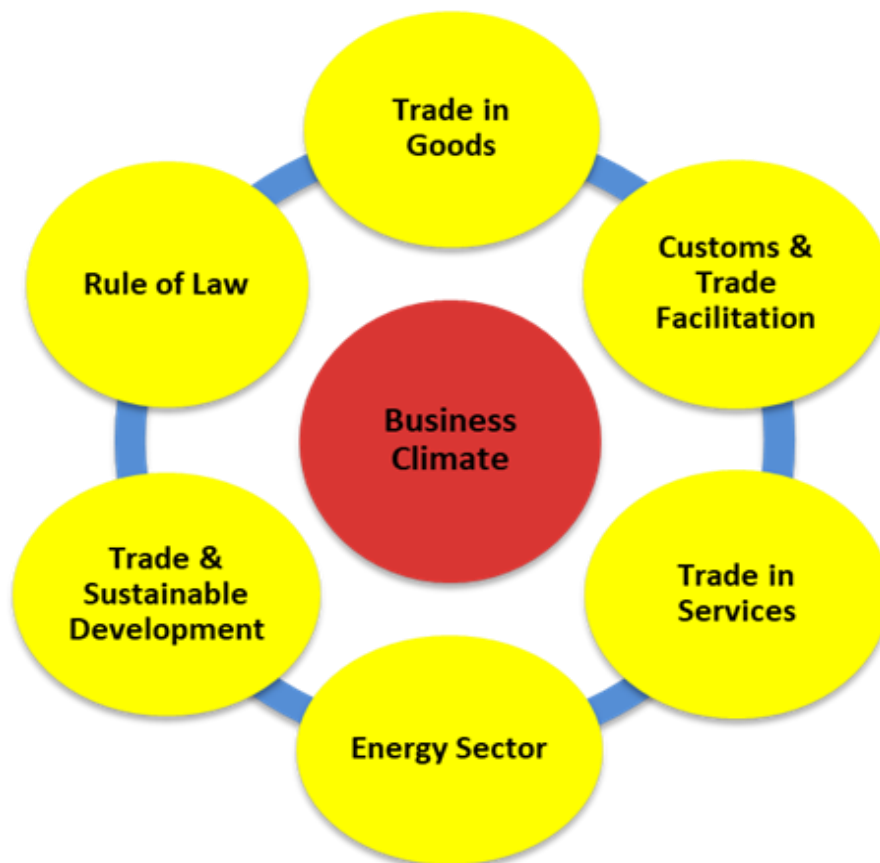 Trade in
Goods
Customs &
Trade
Facilitation
Trade in
Services
Energy Sector
Trade &
Sustainable
Development
Rule of Law
Business
Climate